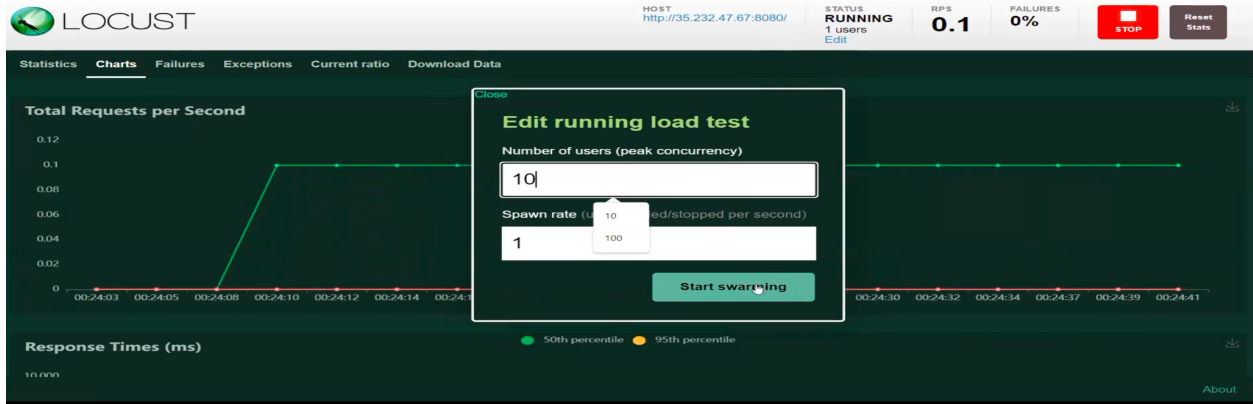 LOCUST
HOST
http://35.232.47.67:8080/
STATUS
RUNNING
1 users
Edit
RPS
0.1
FAILURES
0%
STOP
Reset
Stats
Statistics Charts Failures Exceptions Current ratio Download Data
Close
Total Requests per Second
Edit running load test
Number of users (peak concurrency)
10
Spawn rate ed/stopped per second)
10
100
1
Start swarming
0.12
0.1
0.08
0.06
0.04
0.02
0
00:24:03 00:24:05 00:24:08 00:24:10 00:24:12 00:24:14 00:24:30 00:24:32 00:24:34 00:24:37 00:24:39 00:24:41
50th percentile 95th percentile
Response Times (ms)
10,000
About